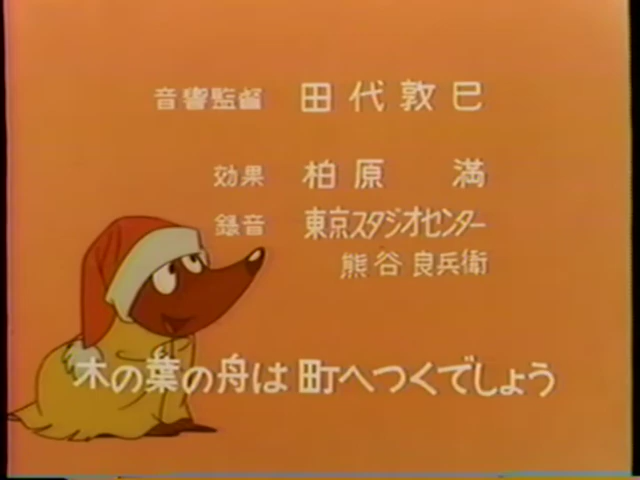 音響監督 田代敦巳
効果 柏原 満
録音 東京スタジオセンター
熊谷良兵衛
木の葉の舟は 町へつくでしょう